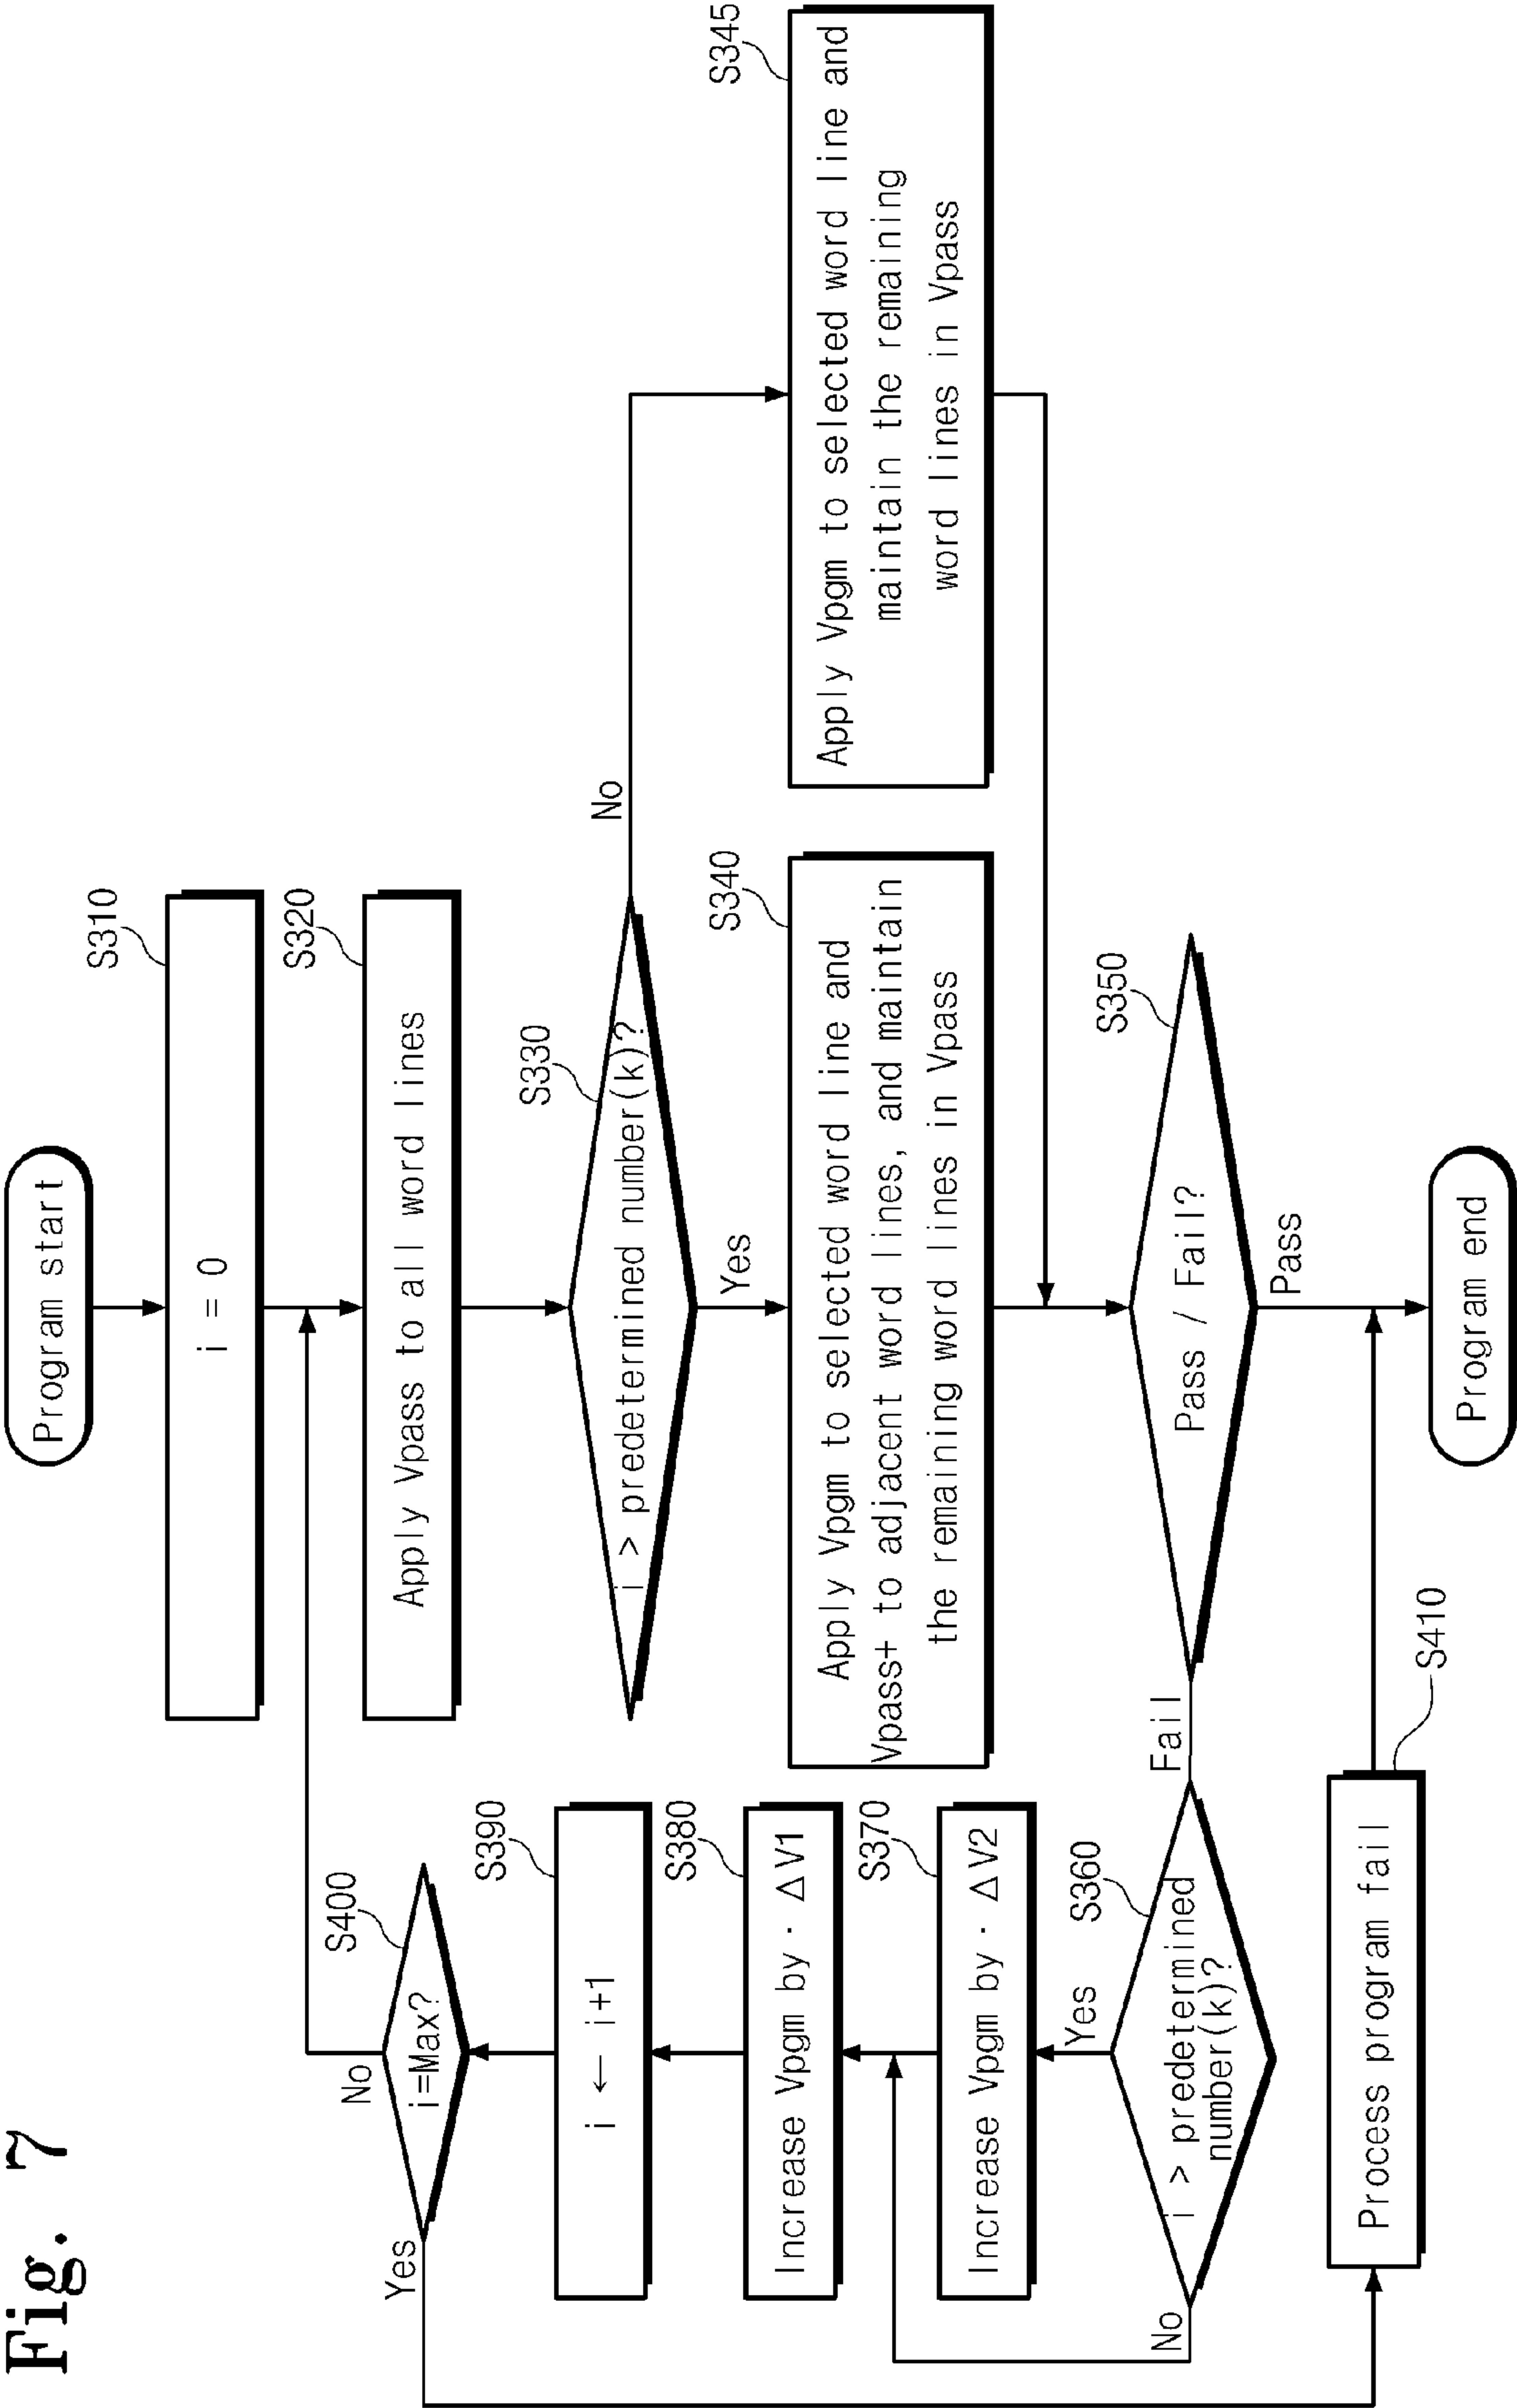 Fig. 7
Program start
S310
i = 0
S320
Apply Vpass to all word lines
S330
i > predetermined number(k)?
No
Yes
S340
Apply Vpgm to selected word line and
Vpass+ to adjacent word lines, and maintain
the remaining word lines in Vpass
S345
Apply Vpgm to selected word line and
maintain the remaining
word lines in Vpass
S350
Pass / Fail?
Fail
Pass
S360
i > predetermined
number(k)?
No
Yes
S370
Increase Vpgm by · ΔV2
S380
Increase Vpgm by · ΔV1
S390
i ← i+1
S400
i=Max?
No
Yes
S410
Process program fail
Program end